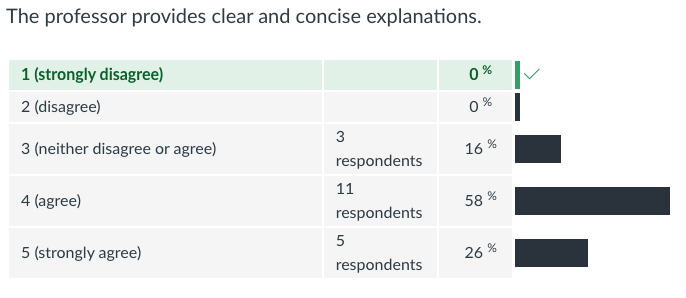 The professor provides clear and concise explanations.
1 (strongly disagree) 0 %
2 (disagree) 0 %
3 (neither disagree or agree) 3 respondents 16 %
4 (agree) 11 respondents 58 %
5 (strongly agree) 5 respondents 26 %